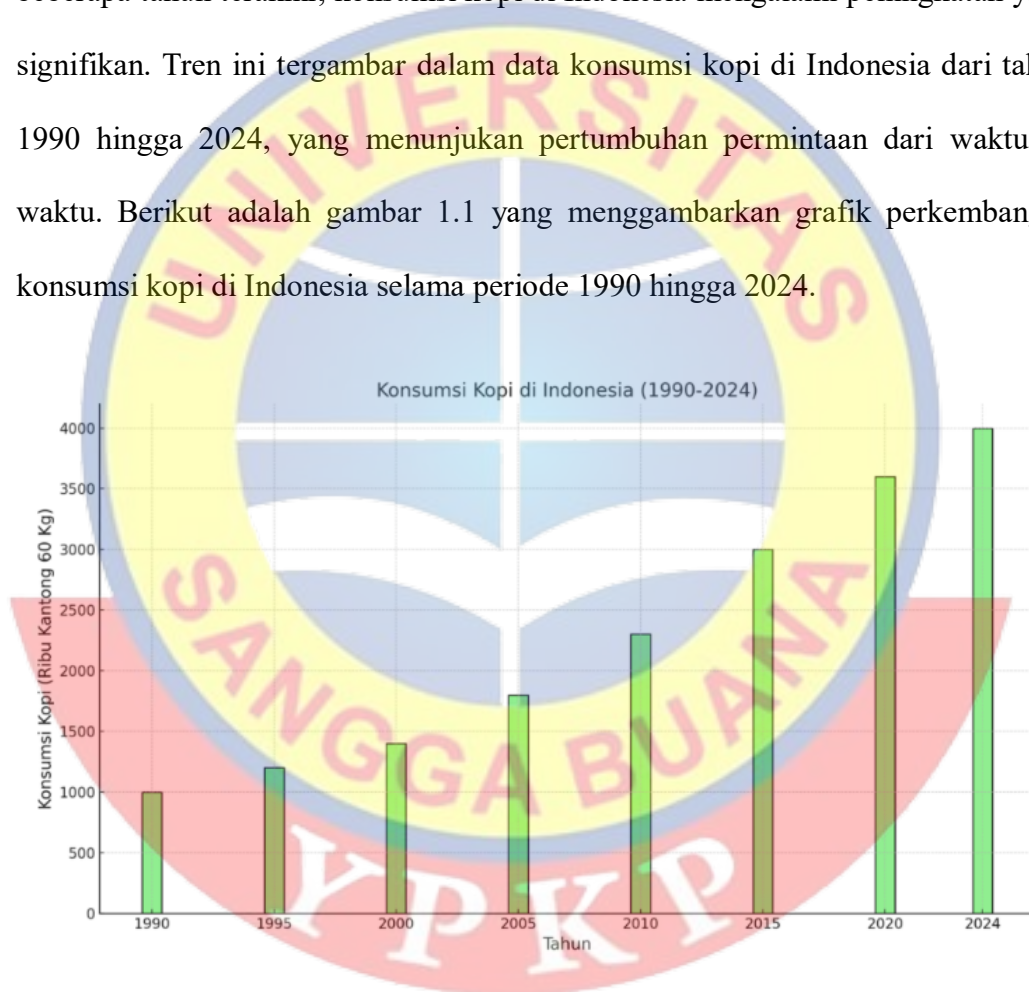 signifikan. Tren ini tergambar dalam data konsumsi kopi di Indonesia dari
1990 hingga 2024, yang menunjukan pertumbuhan permintaan dari waktu
waktu. Berikut adalah gambar 1.1 yang menggambarkan grafik
konsumsi kopi di Indonesia selama periode 1990 hingga 2024.
UNIVERSITAS
Konsumsi Kopi di Indonesia (1990-2024)
Konsumsi Kopi (Ribu Kantong 60 Kg)
4000
3500
3000
2500
2000
1500
1000
500
0
1990 1995 2000 2005 2010 2015 2020 2024
Tahun
SANGGA BUANA
YPKP